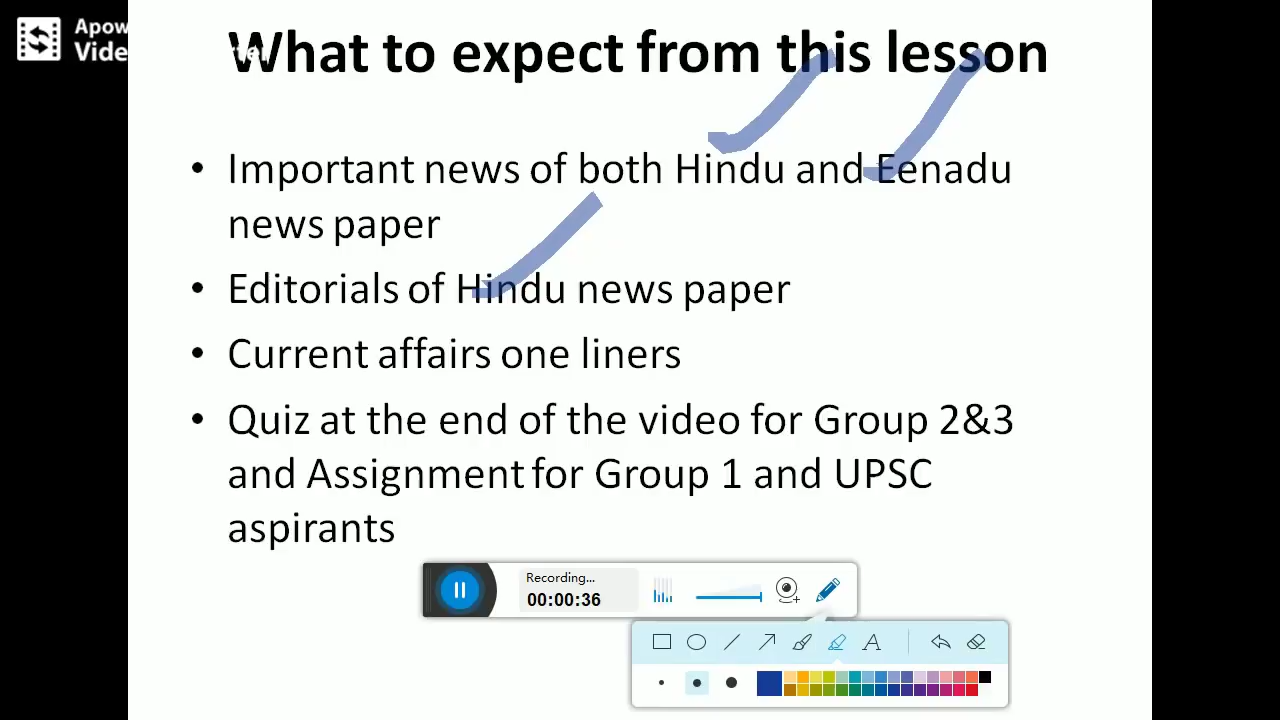 Apow
Vide
What to expect from this lesson
• Important news of both Hindu and Eenadu
news paper
• Editorials of Hindu news paper
• Current affairs one liners
• Quiz at the end of the video for Group 2&3
and Assignment for Group 1 and UPSC
aspirants
Recording...
00:00:36
A